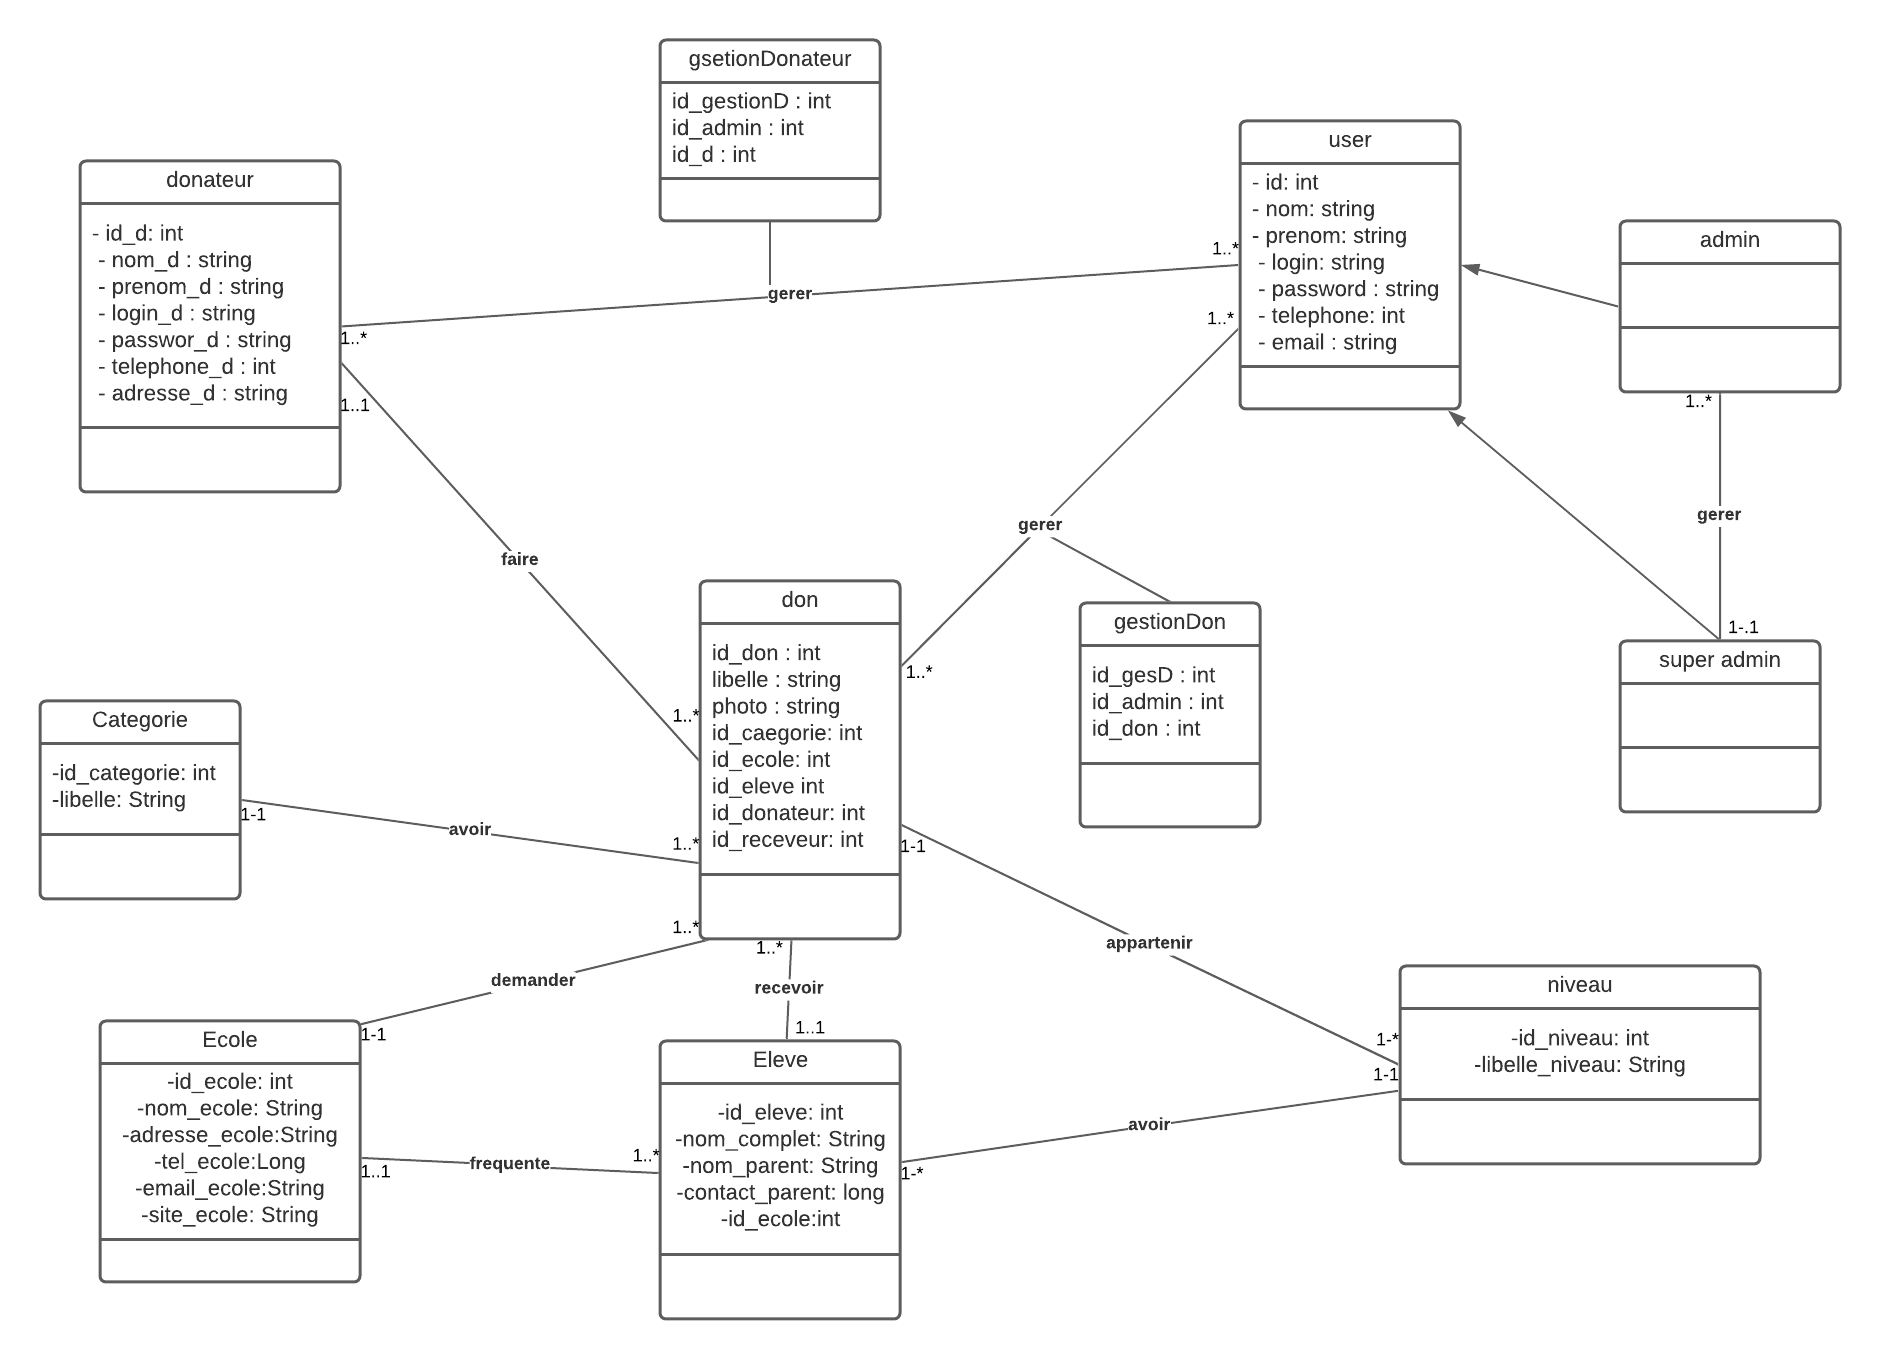 gsetionDonateur
id_gestionD : int
id_admin : int
id_d : int
user
- id: int
- nom: string
- prenom: string
- login: string
- password : string
- telephone: int
- email : string
donateur
- id_d: int
- nom_d : string
- prenom_d : string
- login_d : string
- passwor_d : string
- telephone_d : int
- adresse_d : string
admin
1..*
gerer
1..*
1..*
1..1
1..*
1..*
gerer
faire
gerer
1-.1
super admin
don
id_don : int
libelle : string
photo : string
id_caegorie: int
id_ecole: int
id_eleve int
id_donateur: int
id_receveur: int
gestionDon
id_gesD : int
id_admin : int
id_don : int
1..*
1..*
Categorie
-id_categorie: int
-libelle: String
1-1
avoir
1..*
1-1
1..*
1..*
demander
recevoir
appartenir
1-1
1..1
1-*
1-1
niveau
-id_niveau: int
-libelle_niveau: String
Ecole
-id_ecole: int
-nom_ecole: String
-adresse_ecole:String
-tel_ecole:Long
-email_ecole:String
-site_ecole: String
Eleve
-id_eleve: int
-nom_complet: String
-nom_parent: String
-contact_parent: long
-id_ecole:int
avoir
1..1
frequente
1..*
1-*